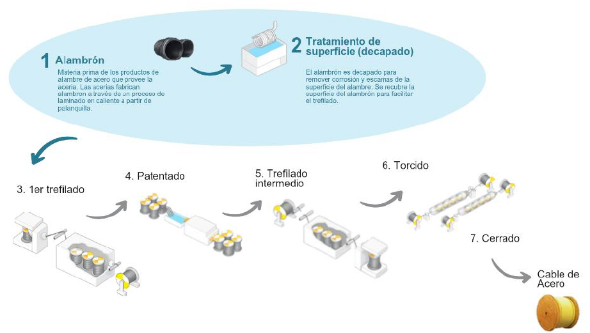 1 Alambrón
Materia prima de los productos de
alambre de acero que provee la
acería. Las acerías fabrican
alambron a través de un proceso de
laminado en caliente a partir de
palanquilla.
2 Tratamiento de
superficie (decapado)
El alambrón es decapado para
remover corrosión y escamas de la
superficie del alambre. Se recubre la
superficie del alambrón para facilitar
el trefilado.
3. 1er trefilado
4. Patentado
5. Trefilado
intermedio
6. Torcido
7. Cerrado
Cable de
Acero